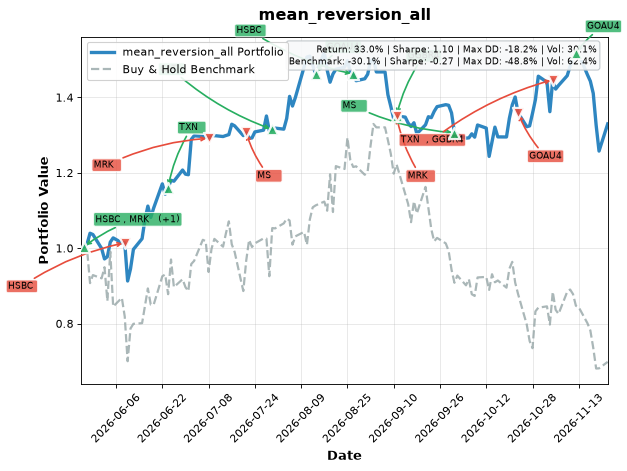 mean_reversion_all
HSBC
GOAU4
mean_reversion_all Portfolio
Buy & Hold Benchmark
Return: 33.0% | Sharpe: 1.10 | Max DD: -18.2% | Vol: 30.1%
Benchmark: -30.1% | Sharpe: -0.27 | Max DD: -48.8% | Vol: 62.4%
MS
TXN
TXN
MRK
MS
MRK
GOAU4
HSBC, MRK (+1)
HSBC
Portfolio Value
1.4
1.2
1.0
0.8
2026-06-06
2026-06-22
2026-07-08
2026-07-24
2026-08-09
2026-08-25
2026-09-10
2026-09-26
2026-10-12
2026-10-28
2026-11-13
Date